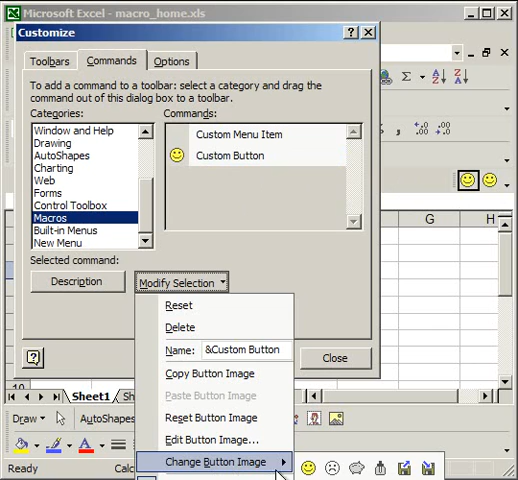 Microsoft Excel - macro_home.xls
Customize
Toolbars Commands Options
To add a command to a toolbar: select a category and drag the
command out of this dialog box to a toolbar.
Categories: Commands:
Window and Help
Drawing
AutoShapes
Charting
Web
Forms
Control Toolbox
Macros
Built-in Menus
New Menu
Custom Menu Item
Custom Button
Selected command:
Description Modify Selection
Reset
Delete
Name: &Custom Button
Copy Button Image
Paste Button Image
Reset Button Image
Edit Button Image...
Change Button Image
Close
G H
Sheet1
Draw AutoShapes
Ready